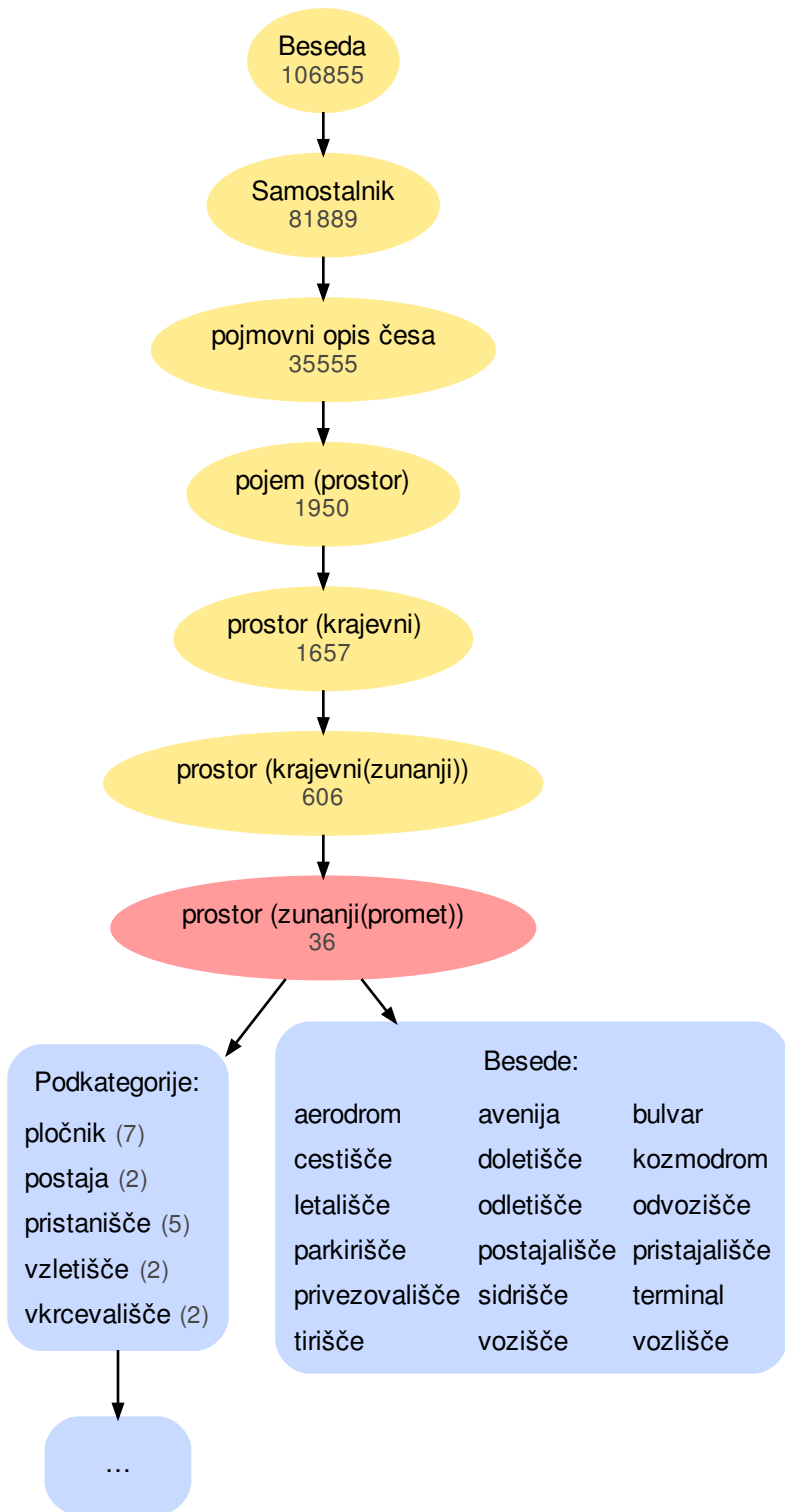 Beseda
106855
Samostalnik
81889
pojmovni opis česa
35555
pojem (prostor)
1950
prostor (krajevni)
1657
prostor (krajevni(zunanji))
606
prostor (zunanji(promet))
36
Podkategorije:
pločnik (7)
postaja (2)
pristanišče (5)
vzletišče (2)
vkrcevališče (2)
...
Besede:
aerodrom avenija bulvar
cestišče doletišče kozmodrom
letališče odletišče odvozišče
parkirišče postajališče pristajališče
privezovališče sidrišče terminal
tirišče vozišče vozlišče